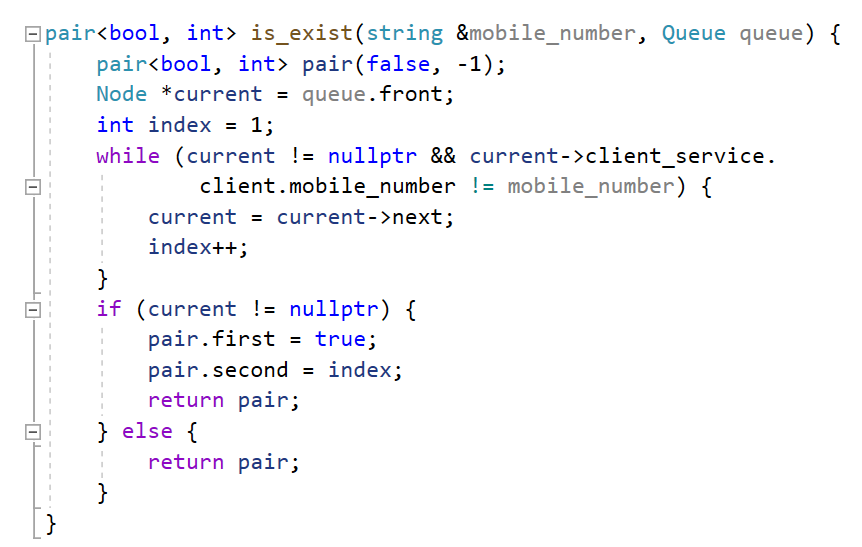 pair<bool, int> is_exist(string &mobile_number, Queue queue) {
    pair<bool, int> pair(false, -1);
    Node *current = queue.front;
    int index = 1;
    while (current != nullptr && current->client_service.
            client.mobile_number != mobile_number) {
        current = current->next;
        index++;
    }
    if (current != nullptr) {
        pair.first = true;
        pair.second = index;
        return pair;
    } else {
        return pair;
    }
}